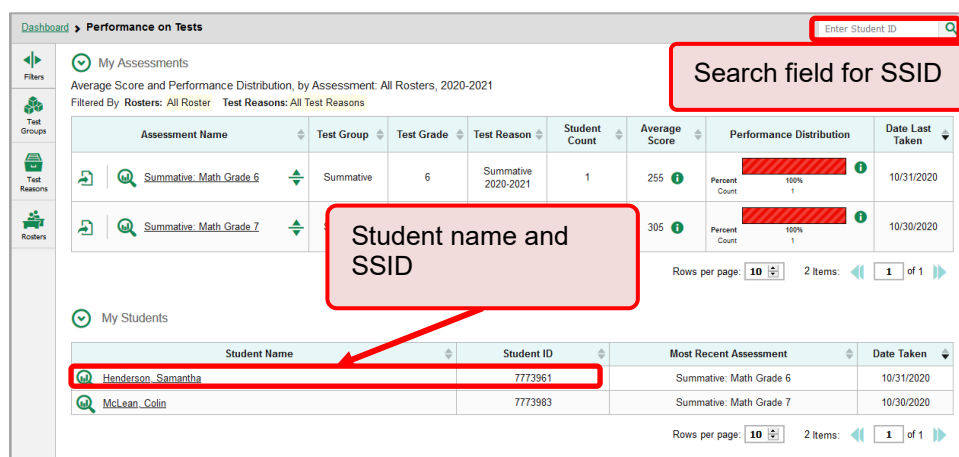 Dashboard Performance on Tests
Enter Student ID
Search field for SSID
My Assessments
Average Score and Performance Distribution, by Assessment: All Rosters, 2020-2021
Filtered By Rosters: All Roster Test Reasons: All Test Reasons
Filters
Test Groups
Test Reasons
Rosters
Assessment Name Test Group Test Grade Test Reason Student Count Average Score Performance Distribution Date Last Taken
Summative: Math Grade 6 Summative 6 Summative 2020-2021 1 255 Percent 100% Count 1 10/31/2020
Summative: Math Grade 7 305 Percent 100% Count 1 10/30/2020
Student name and
SSID
Rows per page: 10 2 Items: 1 of 1
My Students
Student Name Student ID Most Recent Assessment Date Taken
Henderson, Samantha 7773961 Summative: Math Grade 6 10/31/2020
McLean, Colin 7773983 Summative: Math Grade 7 10/30/2020
Rows per page: 10 2 Items: 1 of 1